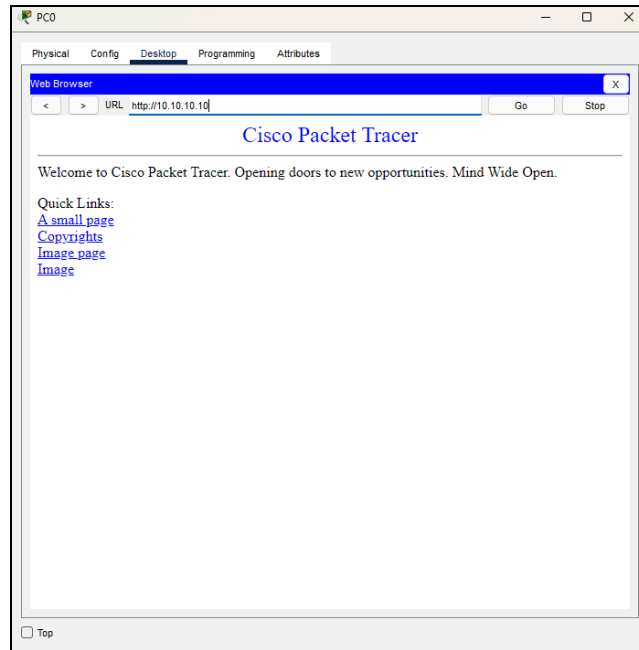 PC0
Physical Config Desktop Programming Attributes
Web Browser
X
< > URL http://10.10.10.10 Go Stop
Cisco Packet Tracer
Welcome to Cisco Packet Tracer. Opening doors to new opportunities. Mind Wide Open.
Quick Links:
A small page
Copyrights
Image page
Image
Top